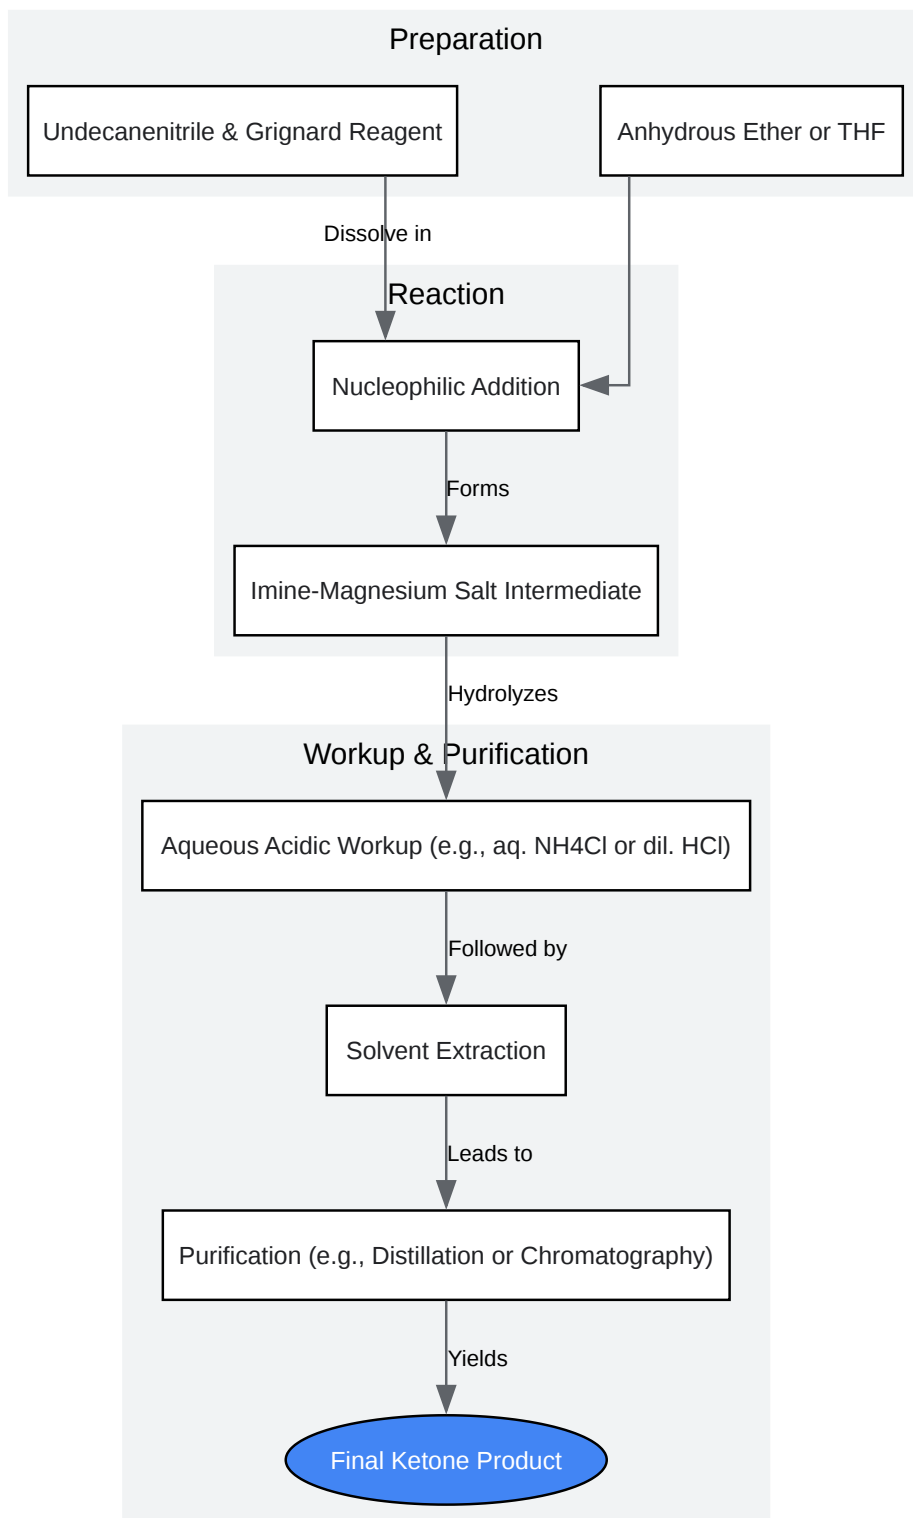 Preparation
Undecanenitrile & Grignard Reagent
Anhydrous Ether or THF
Dissolve in
Reaction
Nucleophilic Addition
Forms
Imine-Magnesium Salt Intermediate
Hydrolyzes
Workup & Purification
Aqueous Acidic Workup (e.g., aq. NH4Cl or dil. HCl)
Followed by
Solvent Extraction
Leads to
Purification (e.g., Distillation or Chromatography)
Yields
Final Ketone Product